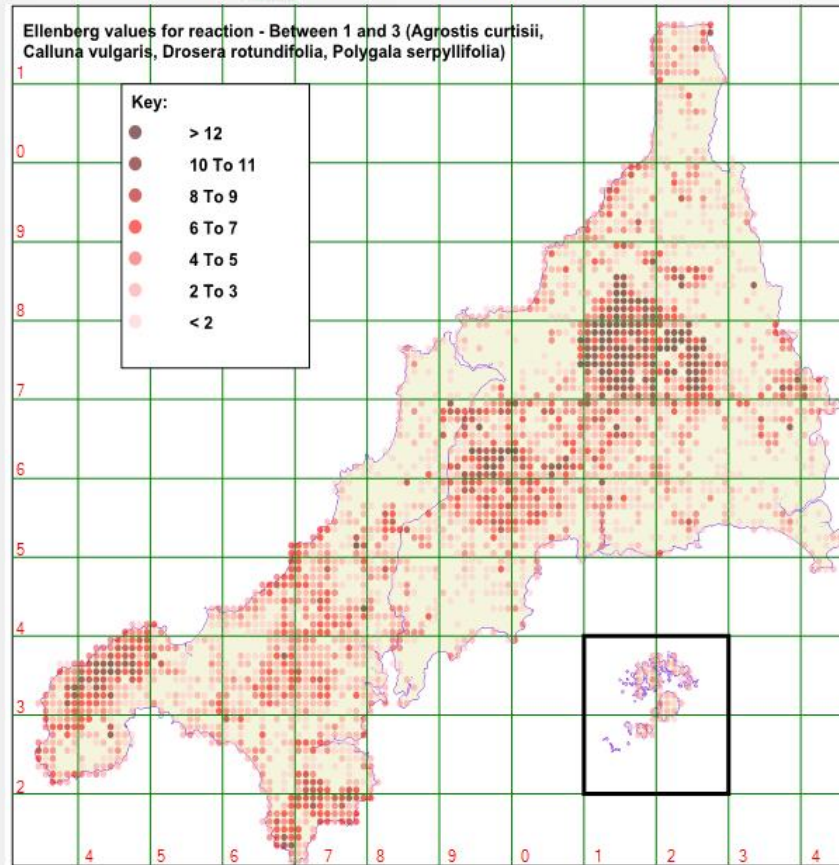 Ellenberg values for reaction - Between 1 and 3 (Agrostis curtisii,
Calluna vulgaris, Drosera rotundifolia, Polygala serpyllifolia)
Key:
> 12
10 To 11
8 To 9
6 To 7
4 To 5
2 To 3
< 2
1
0
9
8
7
6
5
4
3
2
4 5 6 7 8 9 0 1 2 3 4